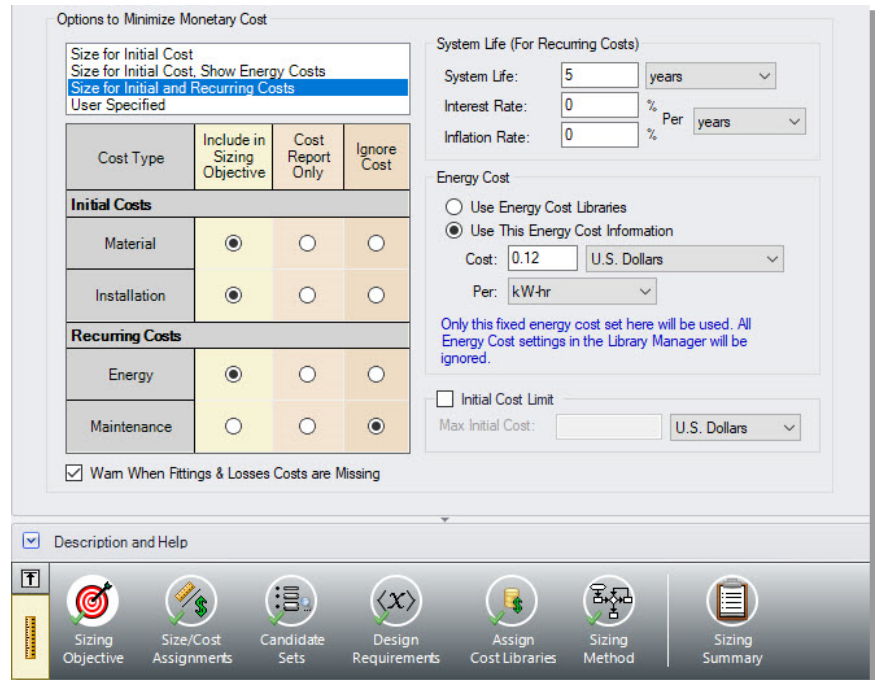 Options to Minimize Monetary Cost
Size for Initial Cost
Size for Initial Cost, Show Energy Costs
Size for Initial and Recurring Costs
User Specified
Cost Type
Include in
Sizing
Objective
Cost
Report
Only
Ignore
Cost
Initial Costs
Material
Installation
Recurring Costs
Energy
Maintenance
Warn When Fittings & Losses Costs are Missing
System Life (For Recurring Costs)
System Life: 5 years
Interest Rate: 0 %
Per years
Inflation Rate: 0 %
Energy Cost
Use Energy Cost Libraries
Use This Energy Cost Information
Cost: 0.12 U.S. Dollars
Per: kW-hr
Only this fixed energy cost set here will be used. All
Energy Cost settings in the Library Manager will be
ignored.
Initial Cost Limit
Max Initial Cost: U.S. Dollars
Description and Help
Sizing
Objective
Size/Cost
Assignments
Candidate
Sets
Design
Requirements
Assign
Cost Libraries
Sizing
Method
Sizing
Summary